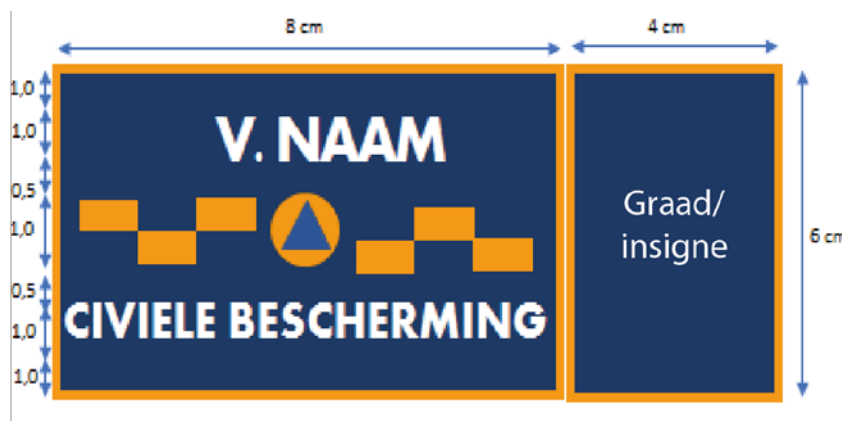 8 cm
4 cm
1,0
1,0
0,5
1,0
0,5
1,0
1,0
V. NAAM
CIVIELE BESCHERMING
Graad/
insigne
6 cm